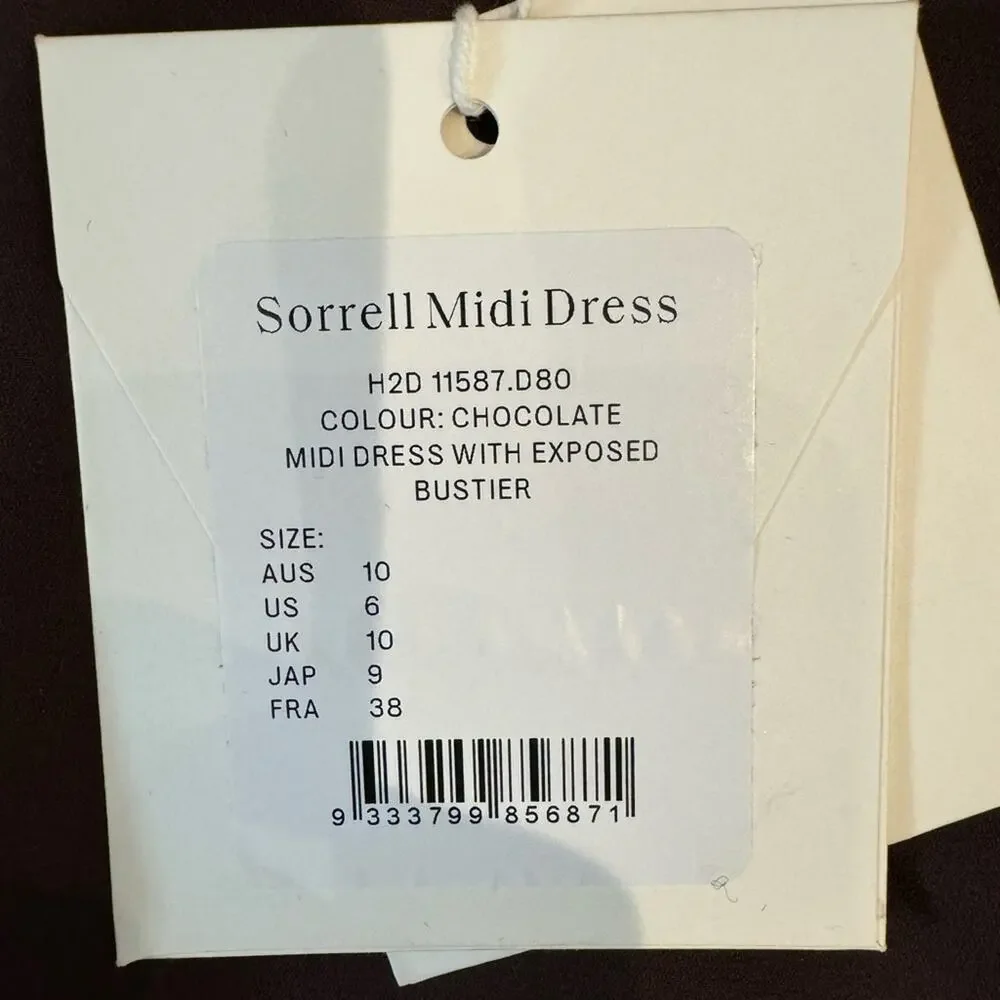 Sorrell Midi Dress
H2D 11587.D80
COLOUR: CHOCOLATE
MIDI DRESS WITH EXPOSED
BUSTIER
SIZE:
AUS 10
US 6
UK 10
JAP 9
FRA 38
9 333799 856871